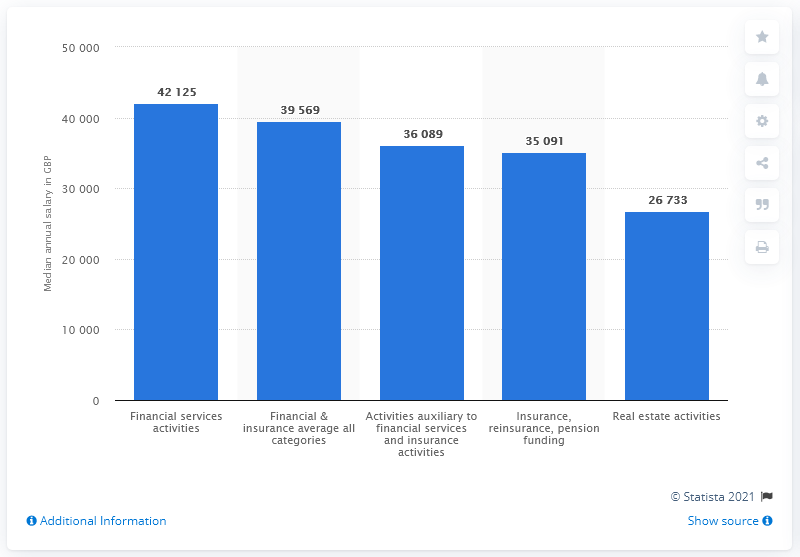 50 000
40 000
30 000
20 000
10 000
0
Median annual salary in GBP
42 125
39 569
36 089
35 091
26 733
Financial services
activities
Financial &
insurance average all
categories
Activities auxiliary to
financial services
and insurance
activities
Insurance,
reinsurance, pension
funding
Real estate activities
© Statista 2021
Additional Information
Show source